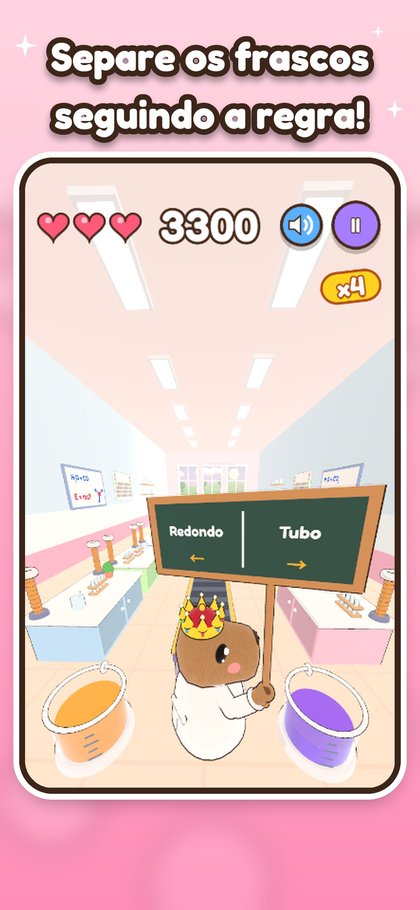 Separe os frascos
seguindo a regra!
3300
x4
Redondo
Tubo
← →